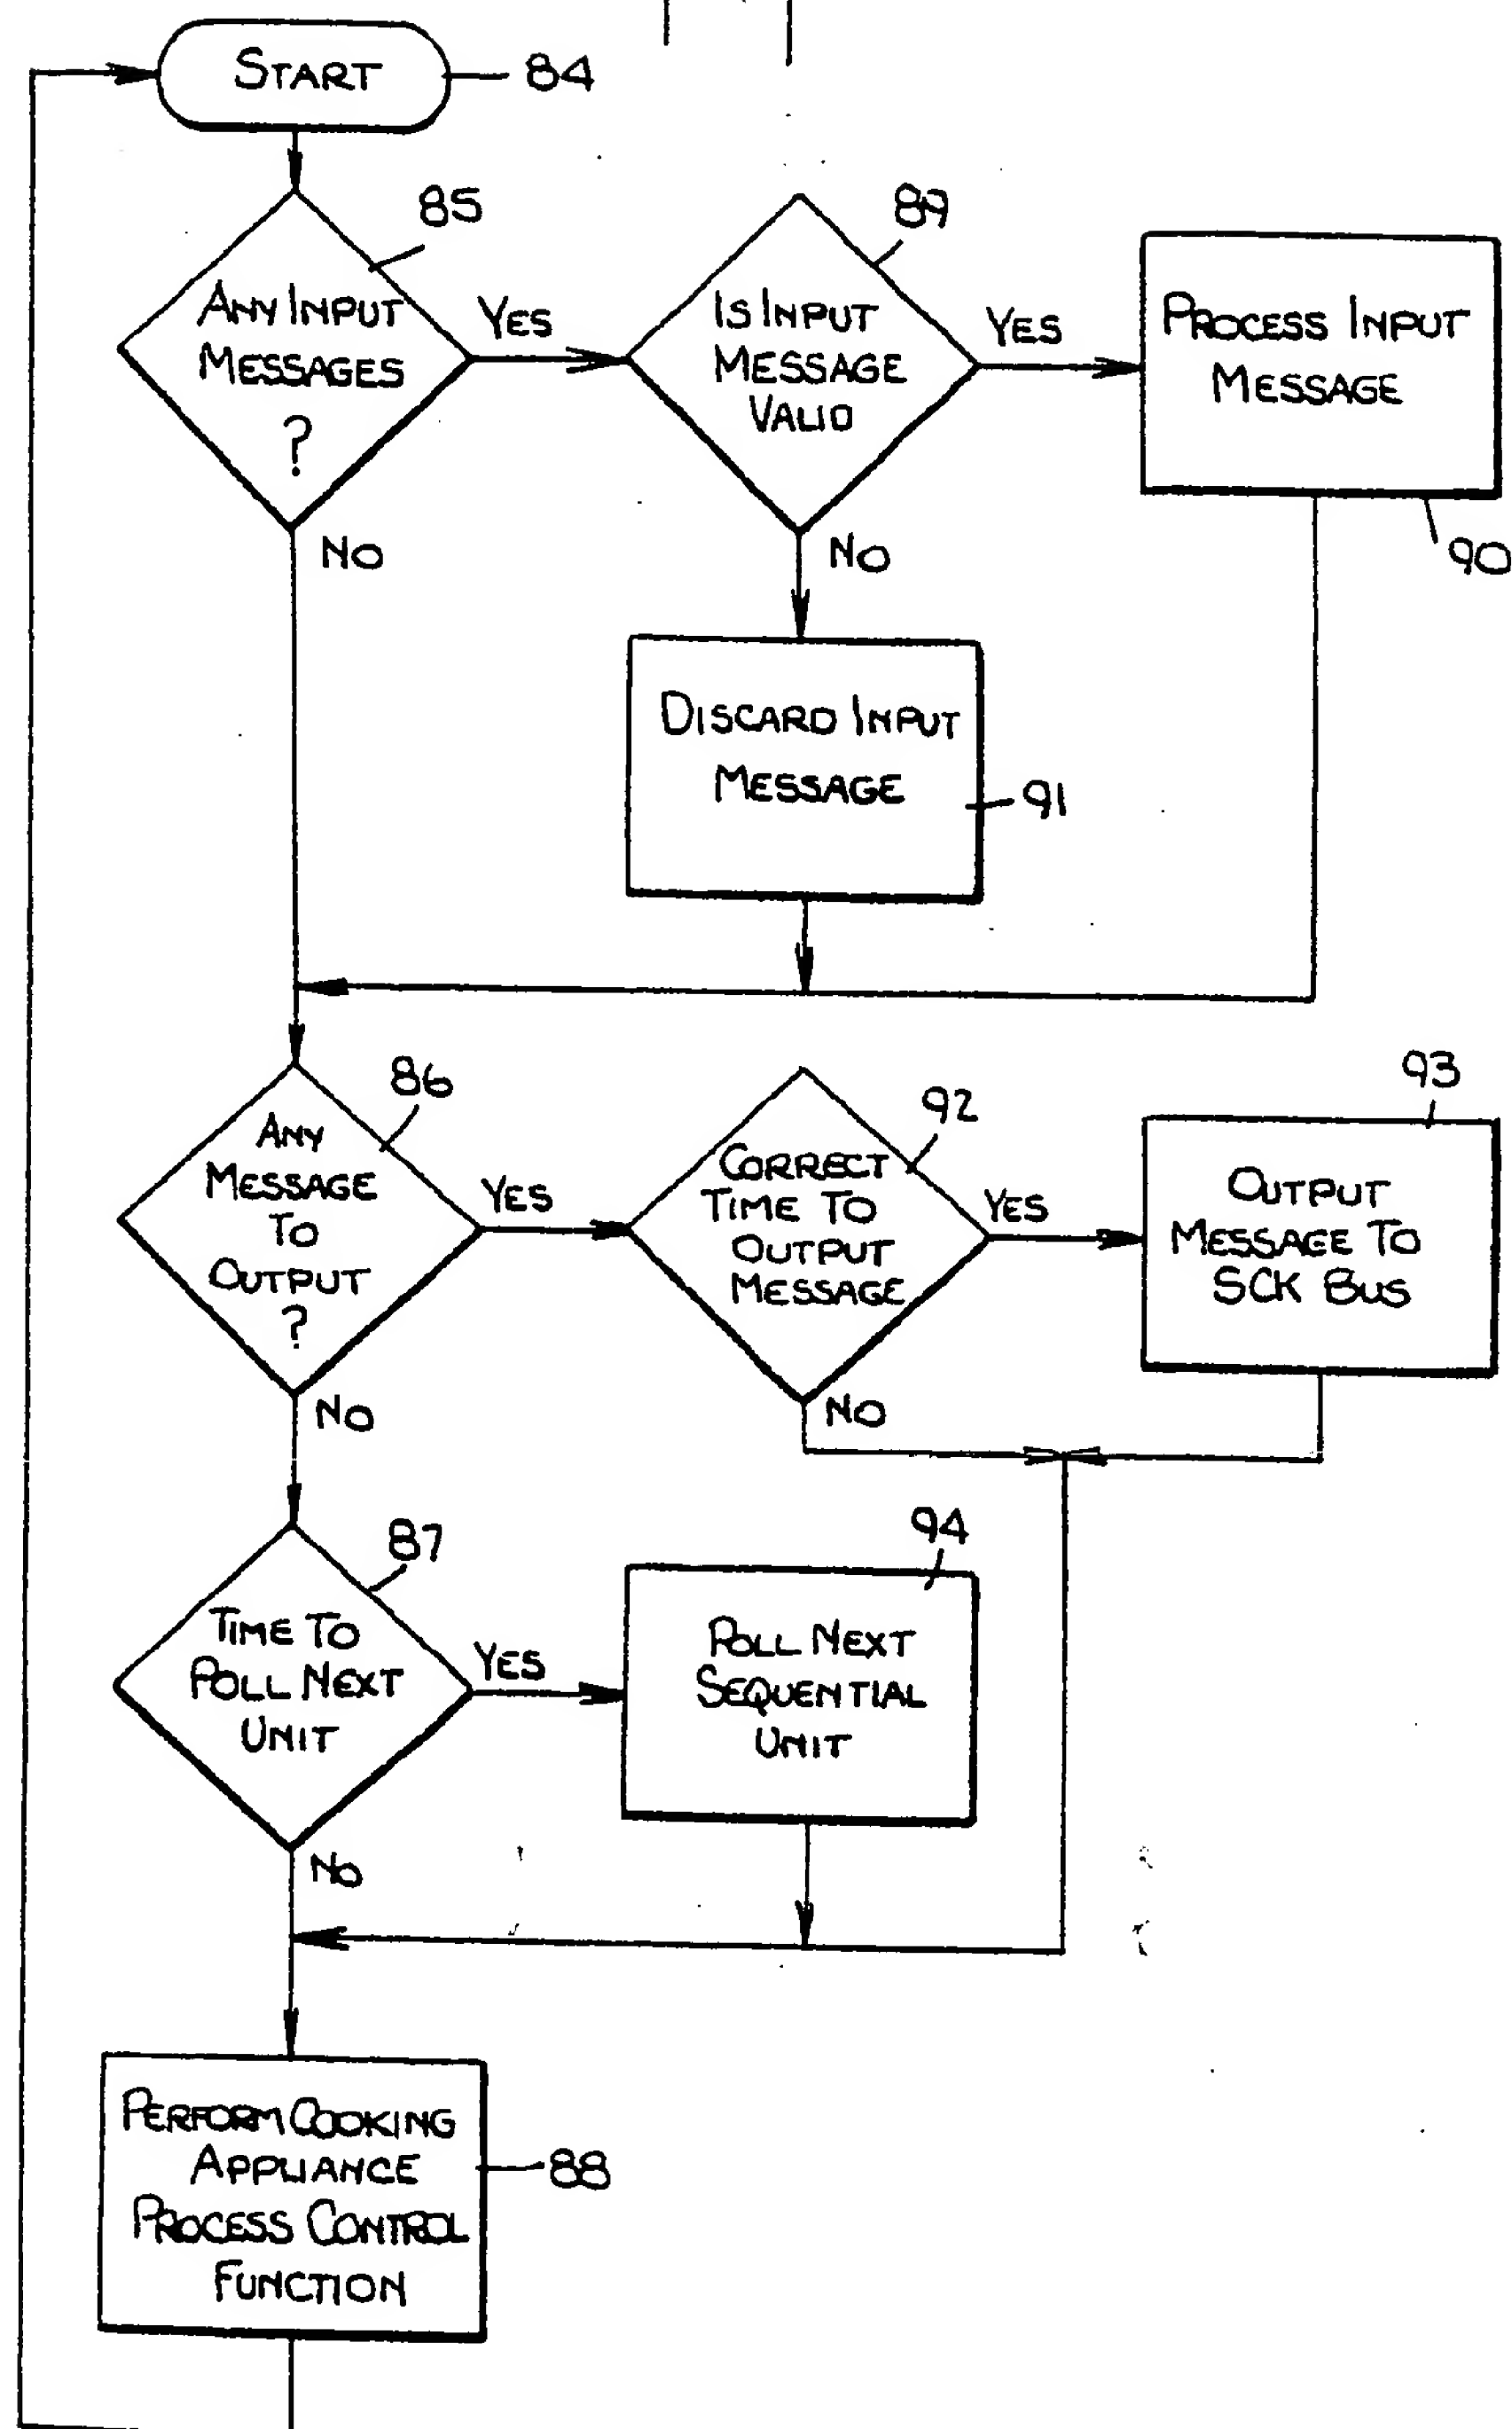 START
84
85
ANY INPUT
MESSAGES
?
YES
NO
89
IS INPUT
MESSAGE
VALID
YES
NO
PROCESS INPUT
MESSAGE
90
DISCARD INPUT
MESSAGE
91
86
ANY
MESSAGE
TO
OUTPUT
?
YES
NO
92
CORRECT
TIME TO
OUTPUT
MESSAGE
YES
NO
93
OUTPUT
MESSAGE TO
SCK BUS
87
TIME TO
POLL NEXT
UNIT
YES
NO
94
POLL NEXT
SEQUENTIAL
UNIT
PERFORM COOKING
APPLIANCE
PROCESS CONTROL
FUNCTION
88